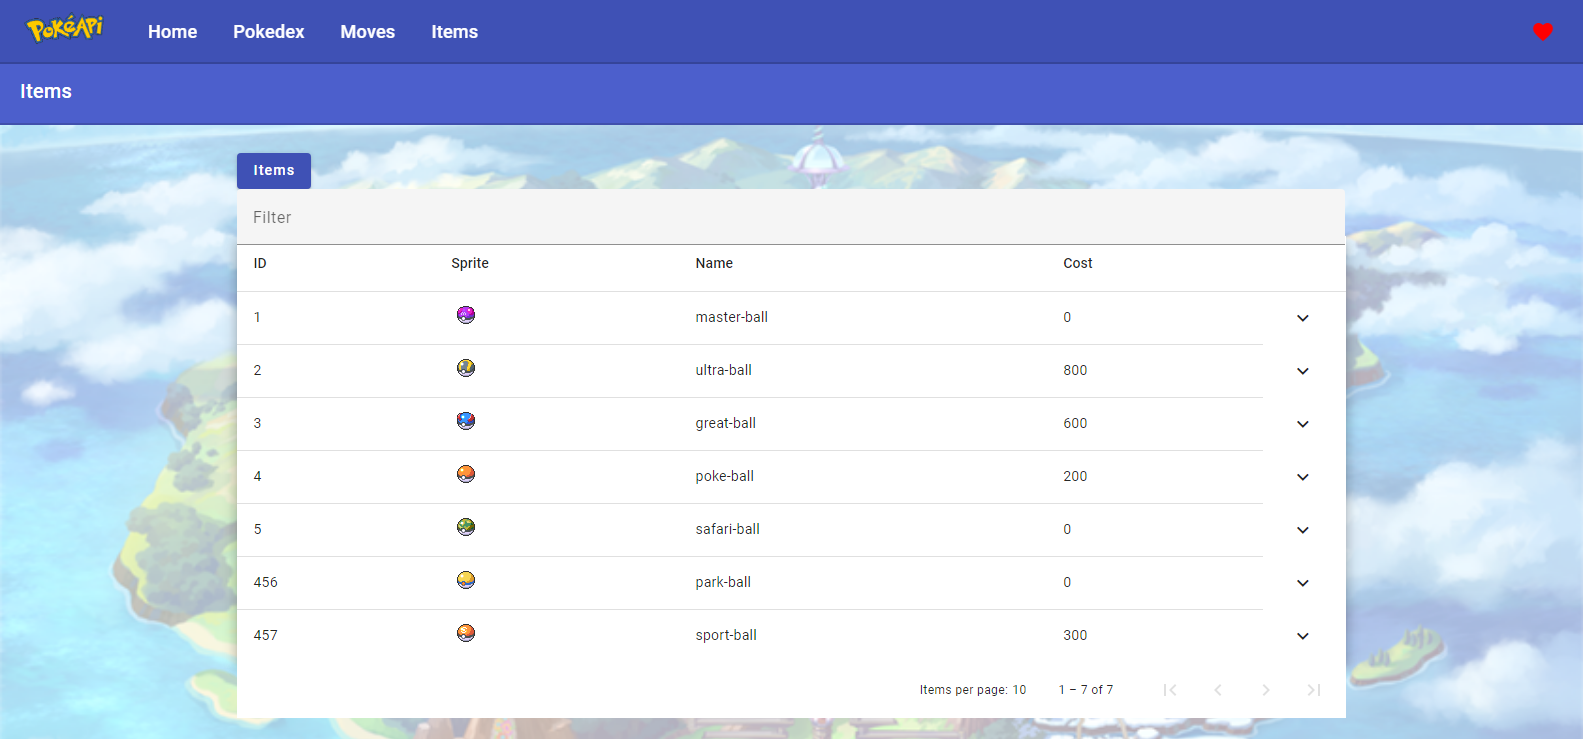 PokéAPI Home Pokedex Moves Items
Items
Items
Filter
ID Sprite Name Cost
1 master-ball 0
2 ultra-ball 800
3 great-ball 600
4 poke-ball 200
5 safari-ball 0
456 park-ball 0
457 sport-ball 300
Items per page: 10 1 – 7 of 7